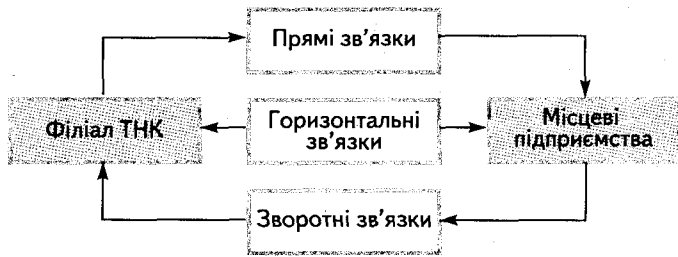 Прямі зв'язки
Філіал ТНК
Горизонтальні
зв'язки
Місцеві
підприємства
Зворотні зв'язки